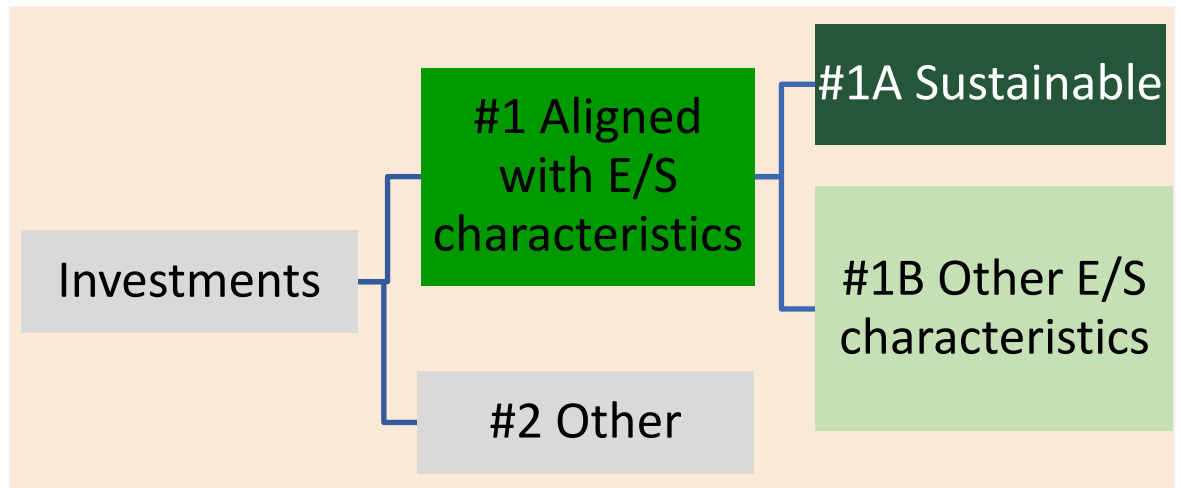 Investments
#1 Aligned
with E/S
characteristics
#2 Other
#1A Sustainable
#1B Other E/S
characteristics